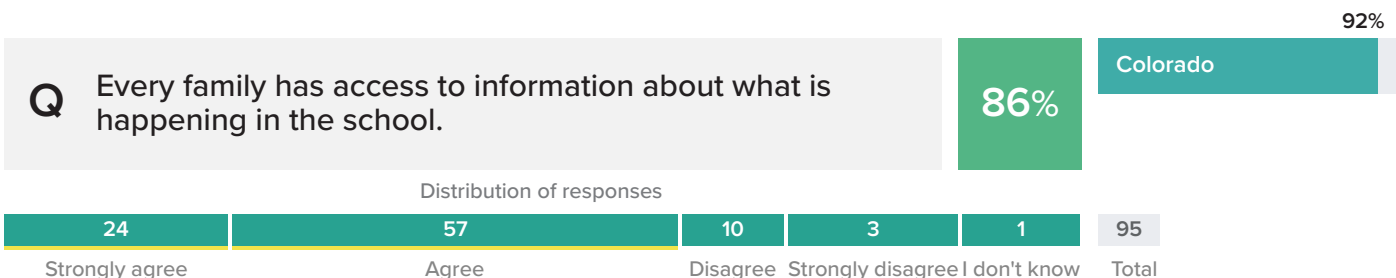 92%
Q Every family has access to information about what is
happening in the school.
86%
Colorado
Distribution of responses
24 57 10 3 1 95
Strongly agree Agree Disagree Strongly disagree I don't know Total